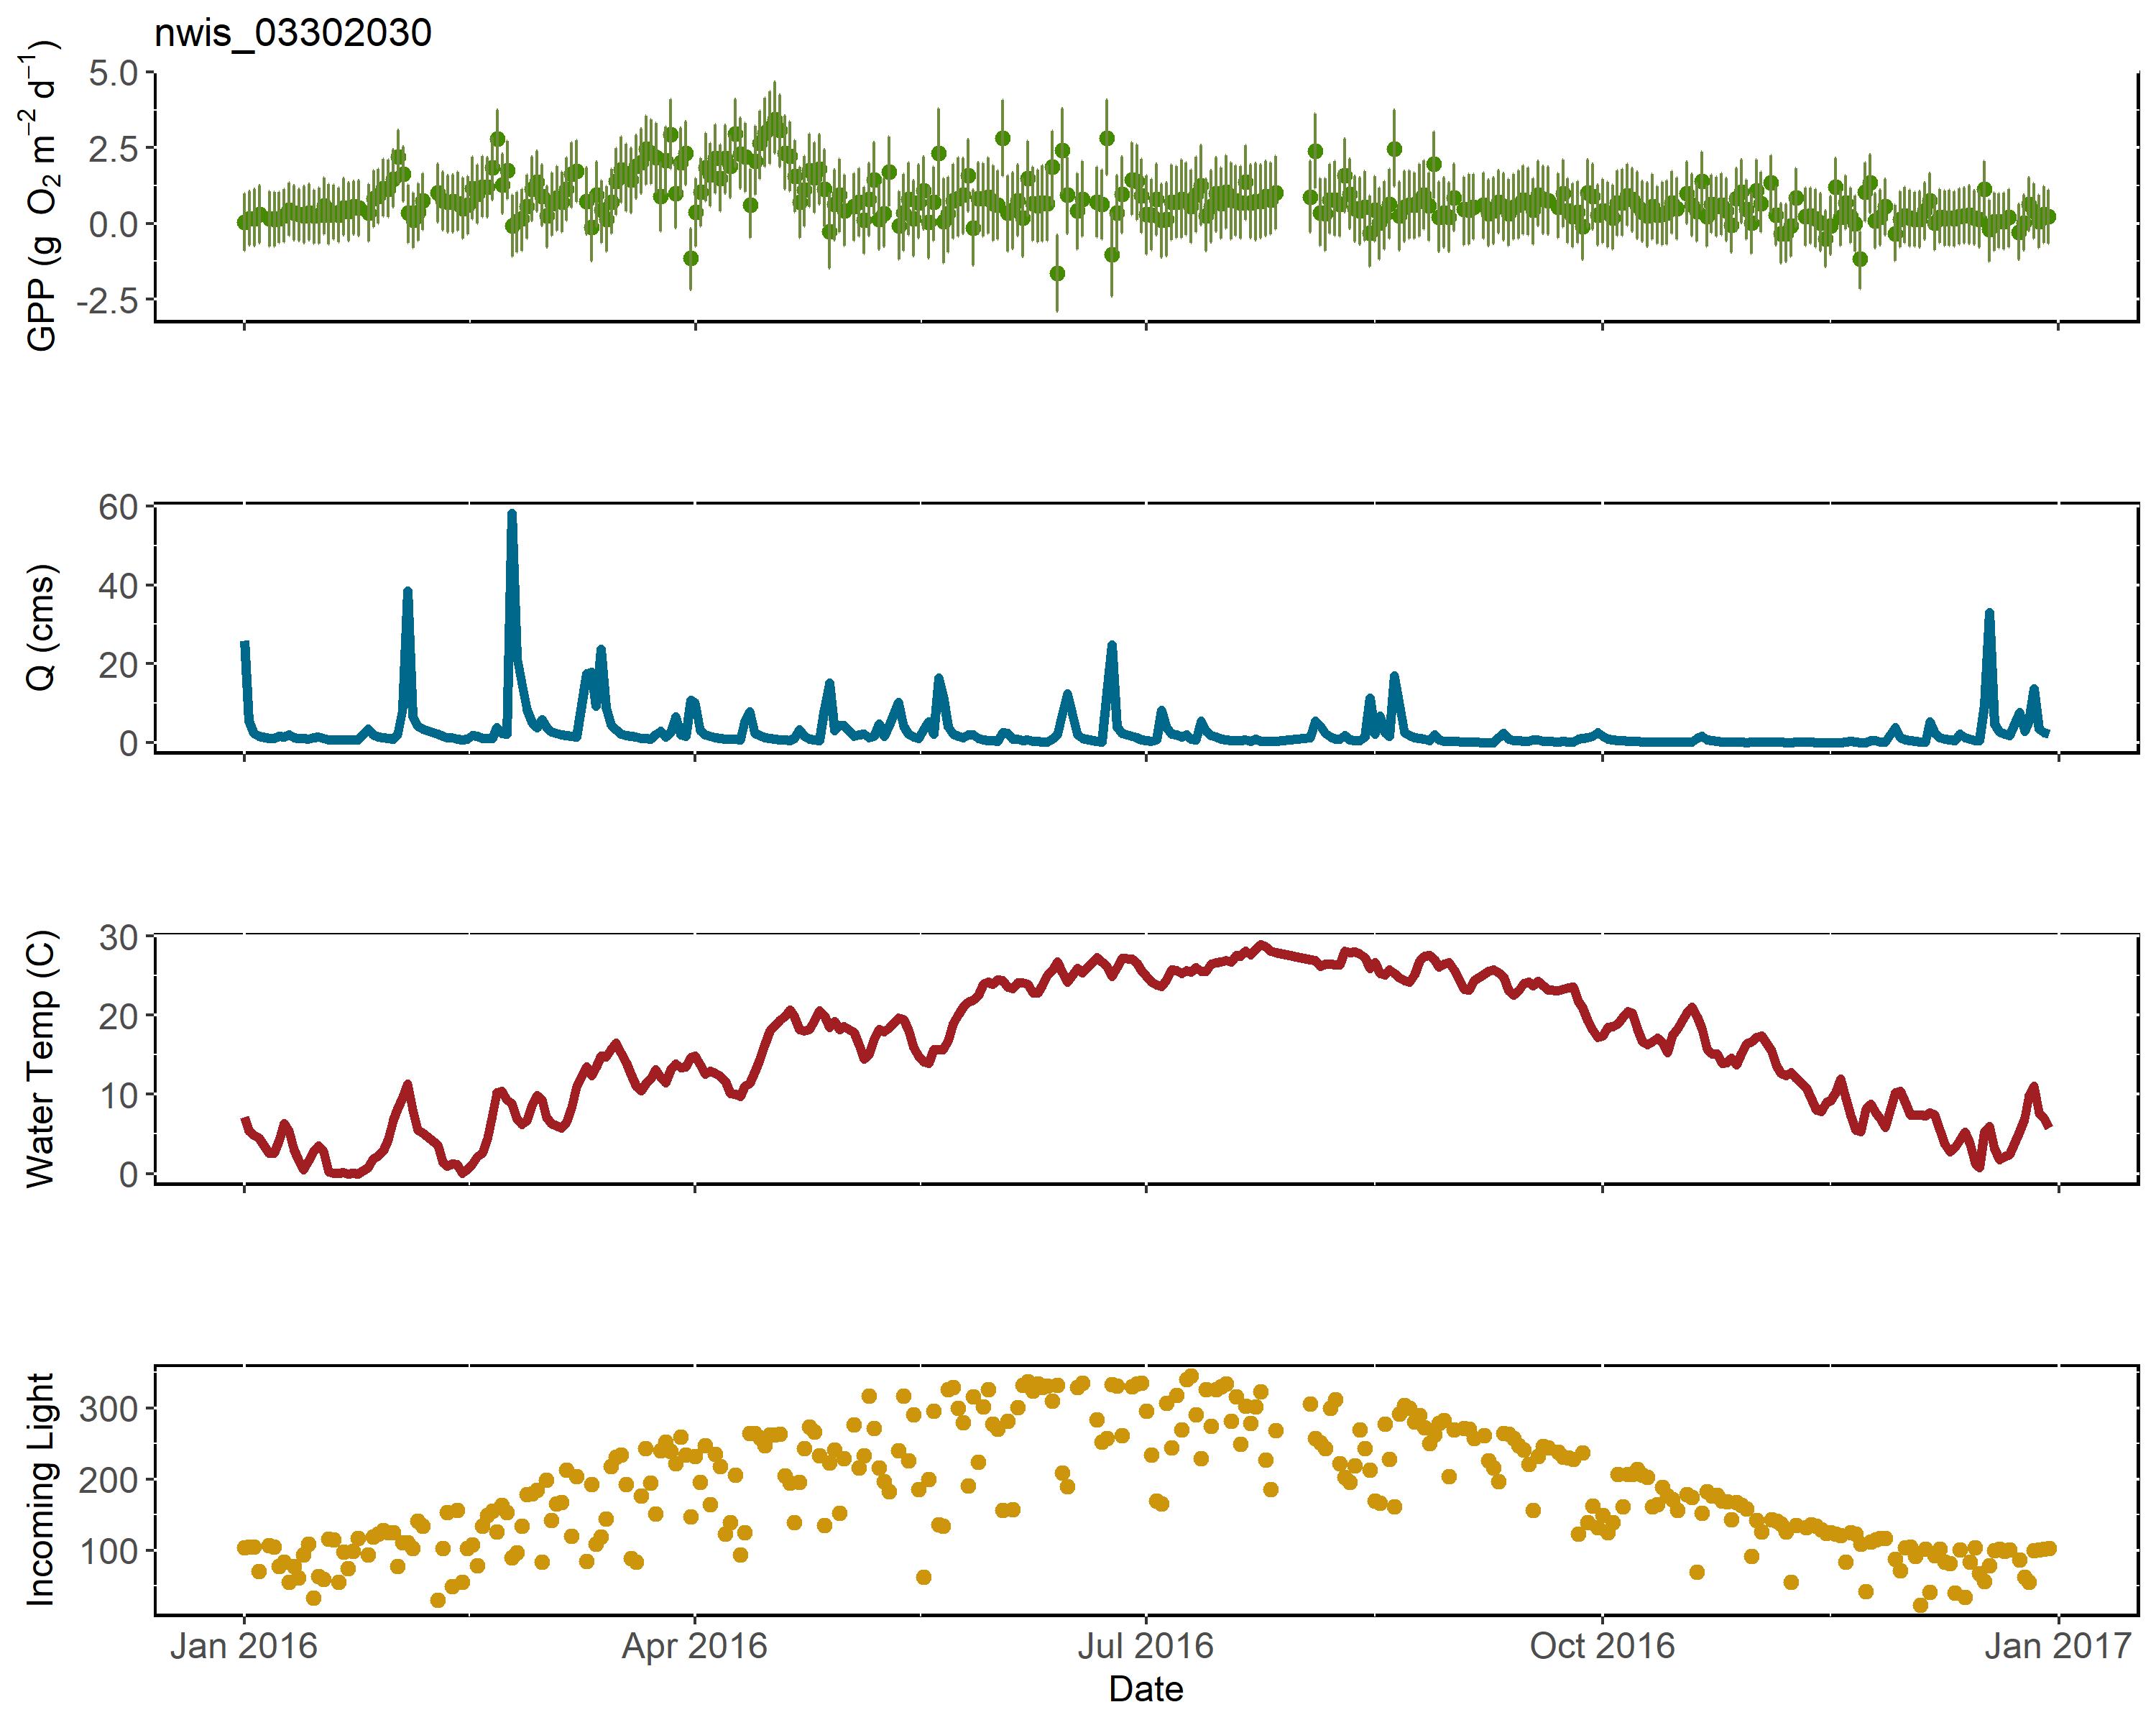 nwis_03302030
GPP (g O₂ m⁻² d⁻¹)
5.0
2.5
0.0
-2.5
Q (cms)
60
40
20
0
Water Temp (C)
30
20
10
0
Incoming Light
300
200
100
Jan 2016 Apr 2016 Jul 2016 Oct 2016 Jan 2017
Date